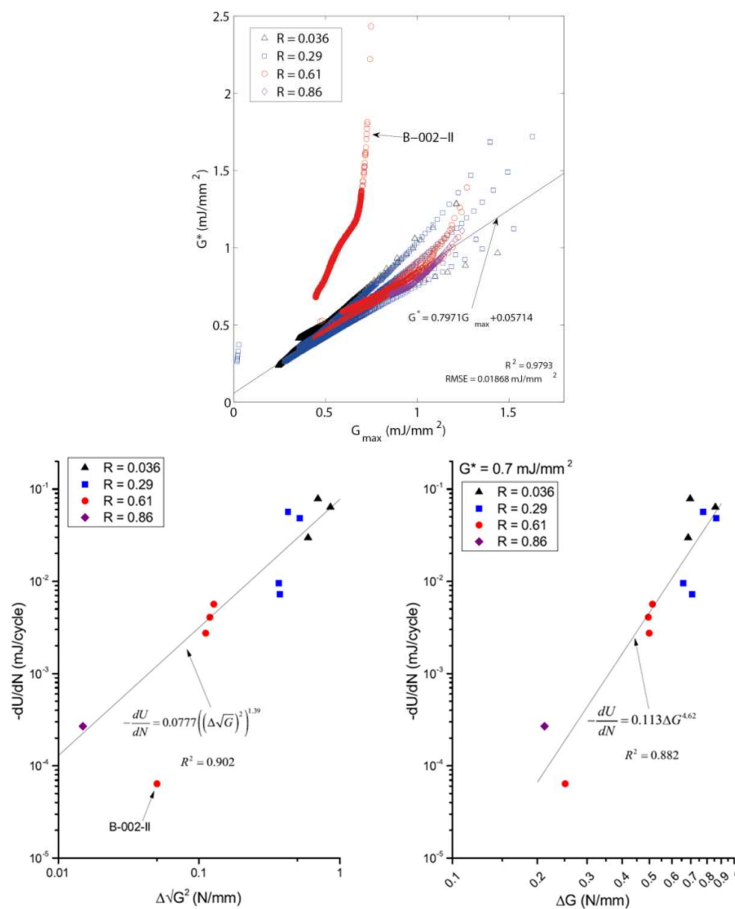 2.5
2
1.5
1
0.5
0
0
0.5
1
1.5
G* (mJ/mm²)
G_max (mJ/mm²)
R = 0.036
R = 0.29
R = 0.61
R = 0.86
B-002-II
G* = 0.7971G_max+0.05714
R² = 0.9793
RMSE = 0.01868 mJ/mm²
R = 0.036
R = 0.29
R = 0.61
R = 0.86
10⁻¹
10⁻²
10⁻³
10⁻⁴
10⁻⁵
-dU/dN (mJ/cycle)
-dU/dN = 0.0777((Δ√G)²)^1.39
R² = 0.902
B-002-II
0.01
0.1
1
Δ√G² (N/mm)
G* = 0.7 mJ/mm²
R = 0.036
R = 0.29
R = 0.61
R = 0.86
10⁻¹
10⁻²
10⁻³
10⁻⁴
10⁻⁵
-dU/dN (mJ/cycle)
-dU/dN = 0.113ΔG^4.62
R² = 0.882
0.1
0.2
0.3
0.4
0.5
0.6
0.7
0.8
0.9
ΔG (N/mm)